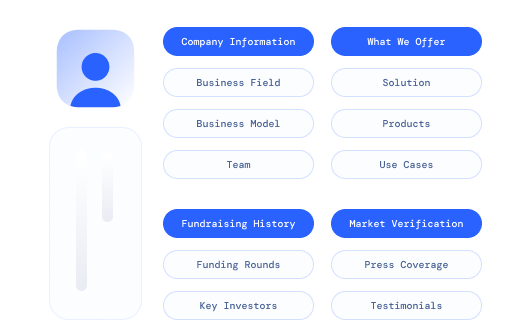 Company Information
What We Offer
Business Field
Solution
Business Model
Products
Team
Use Cases
Fundraising History
Market Verification
Funding Rounds
Press Coverage
Key Investors
Testimonials